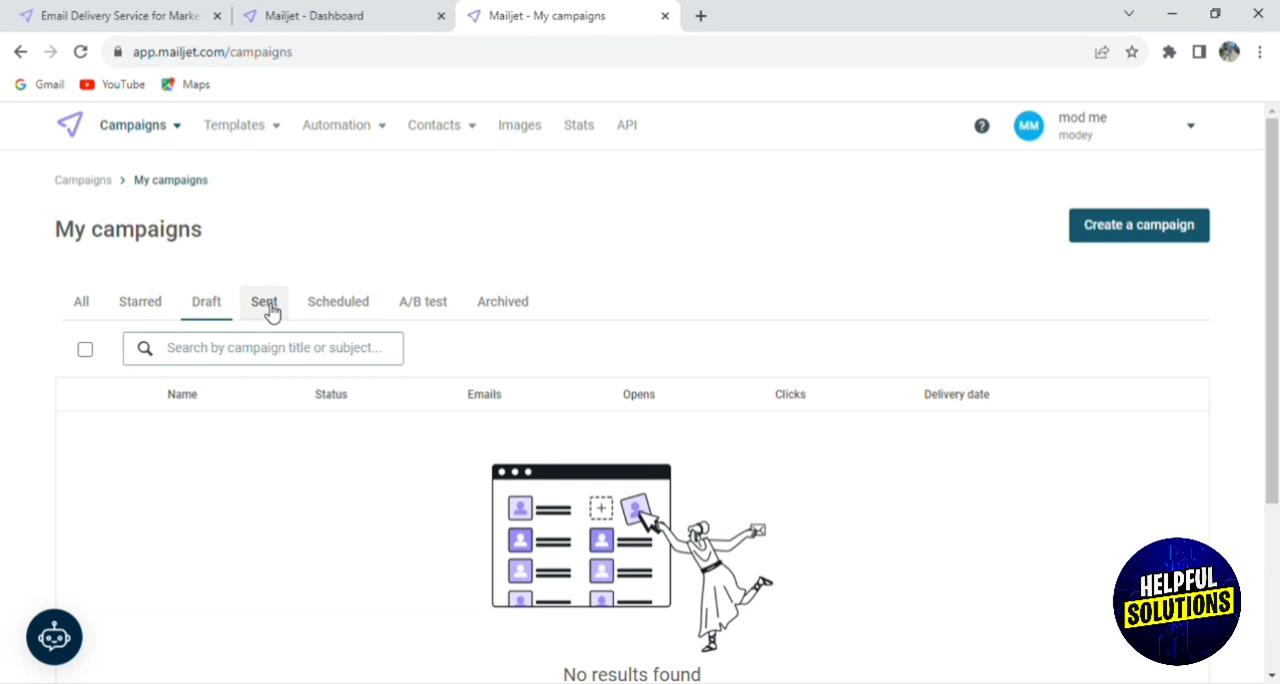 Email Delivery Service for Marke
Mailjet - Dashboard
Mailjet - My campaigns
app.mailjet.com/campaigns
Gmail
YouTube
Maps
Campaigns
Templates
Automation
Contacts
Images
Stats
API
?
MM
mod me
modey
Campaigns > My campaigns
My campaigns
Create a campaign
All
Starred
Draft
Sent
Scheduled
A/B test
Archived
Search by campaign title or subject...
Name
Status
Emails
Opens
Clicks
Delivery date
No results found
HELPFUL
SOLUTIONS